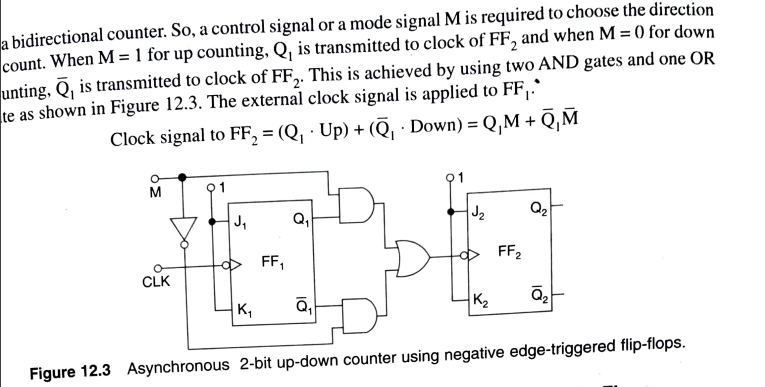 a bidirectional counter. So, a control signal or a mode signal M is required to choose the direction
count. When M = 1 for up counting, Q₁ is transmitted to clock of FF₂ and when M = 0 for down
unting, Q̄₁ is transmitted to clock of FF₂. This is achieved by using two AND gates and one OR
te as shown in Figure 12.3. The external clock signal is applied to FF₁.
Clock signal to FF₂ = (Q₁ · Up) + (Q̄₁ · Down) = Q₁M + Q̄₁M̄
M
1
1
J₁
Q₁
J₂
Q₂
FF₁
FF₂
CLK
K₁
Q̄₁
K₂
Q̄₂
Figure 12.3 Asynchronous 2-bit up-down counter using negative edge-triggered flip-flops.